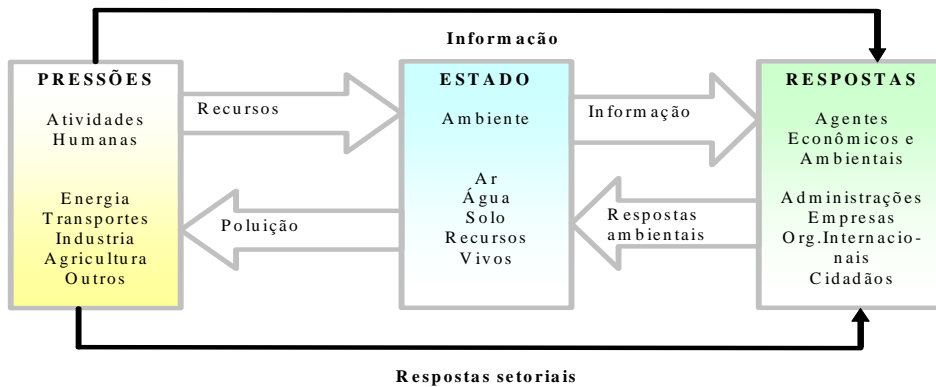 Informação
PRESSÕES
Atividades
Humanas
Energia
Transportes
Industria
Agricultura
Outros
Recursos
Poluição
ESTADO
Ambiente
Ar
Água
Solo
Recursos
Vivos
Informação
Respostas
ambientais
RESPOSTAS
Agentes
Econômicos e
Ambientais
Administrações
Empresas
Org.Internacio-
nais
Cidadãos
Respostas setoriais